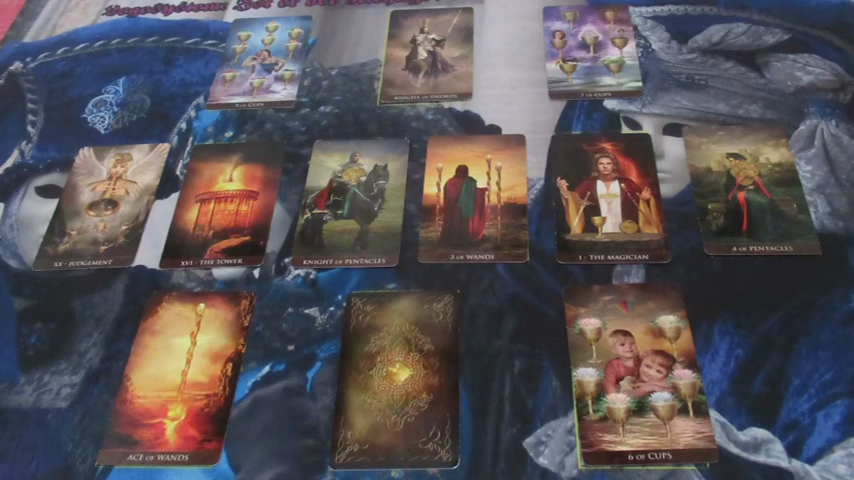 9 OF CUPS
KNIGHT OF SWORDS
7 OF CUPS
XX · JUDGEMENT
XVI · THE TOWER
KNIGHT OF PENTACLES
3 OF WANDS
I · THE MAGICIAN
4 OF PENTACLES
ACE OF WANDS
6 OF CUPS